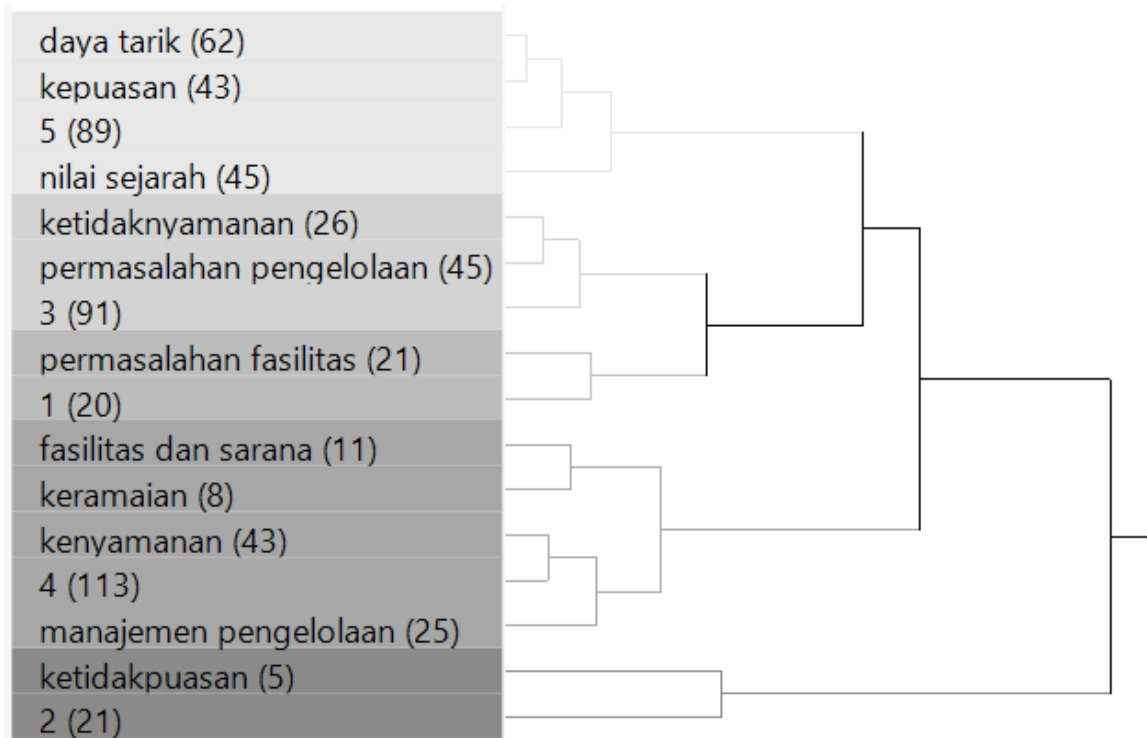 daya tarik (62)
kepuasan (43)
5 (89)
nilai sejarah (45)
ketidaknyamanan (26)
permasalahan pengelolaan (45)
3 (91)
permasalahan fasilitas (21)
1 (20)
fasilitas dan sarana (11)
keramaian (8)
kenyamanan (43)
4 (113)
manajemen pengelolaan (25)
ketidakpuasan (5)
2 (21)